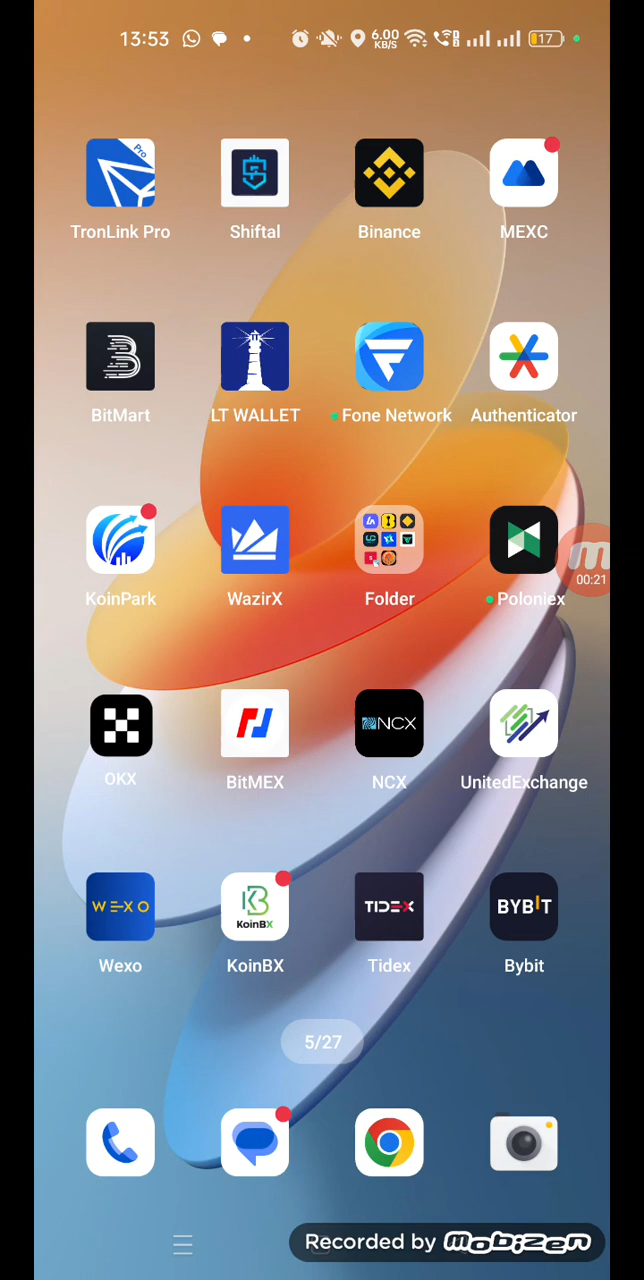 13:53 6.00 KB/S 17
Pro
TronLink Pro Shiftal Binance MEXC
BitMart LT WALLET Fone Network Authenticator
00:21
KoinPark WazirX Folder Poloniex
NCX
OKX BitMEX NCX UnitedExchange
WEXO KoinBX TIDEX BYBIT
Wexo KoinBX Tidex Bybit
5/27
Recorded by mobizen